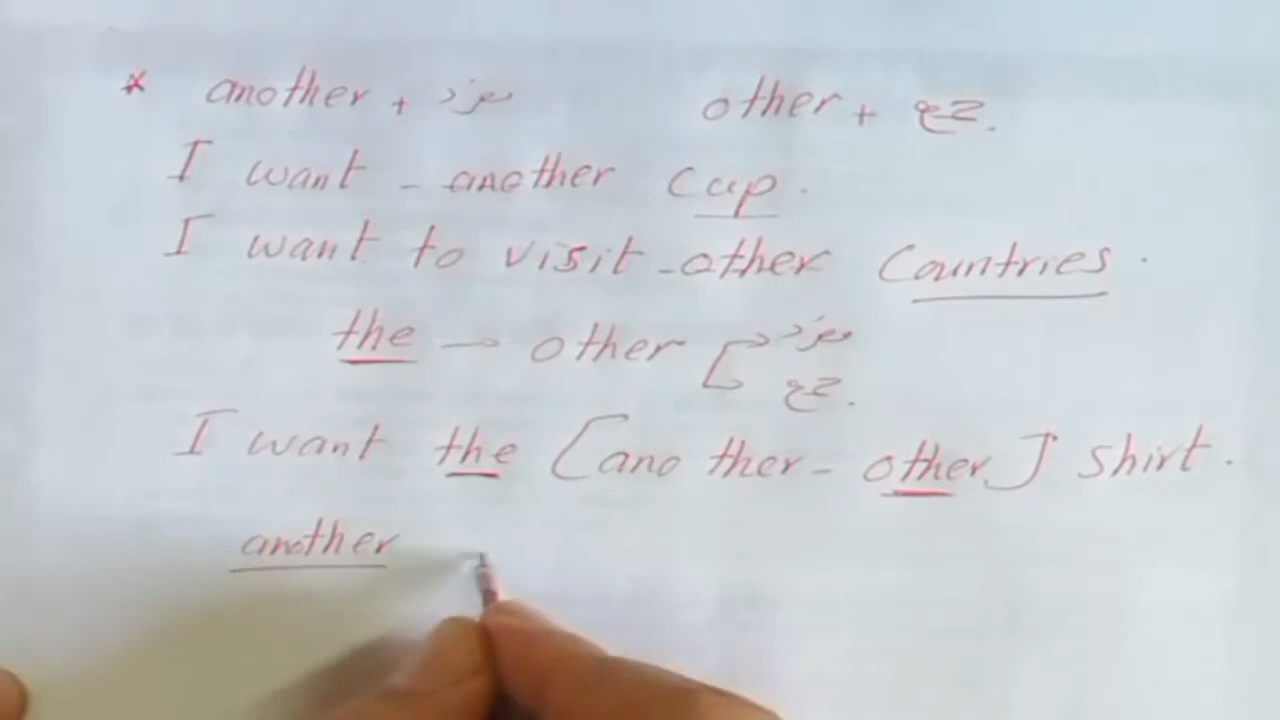 * another + مفرد other + جمع.
I want - another cup.
I want to visit - other Countries.
the - other [ مفرد
جمع.
I want the [another - other] shirt.
another